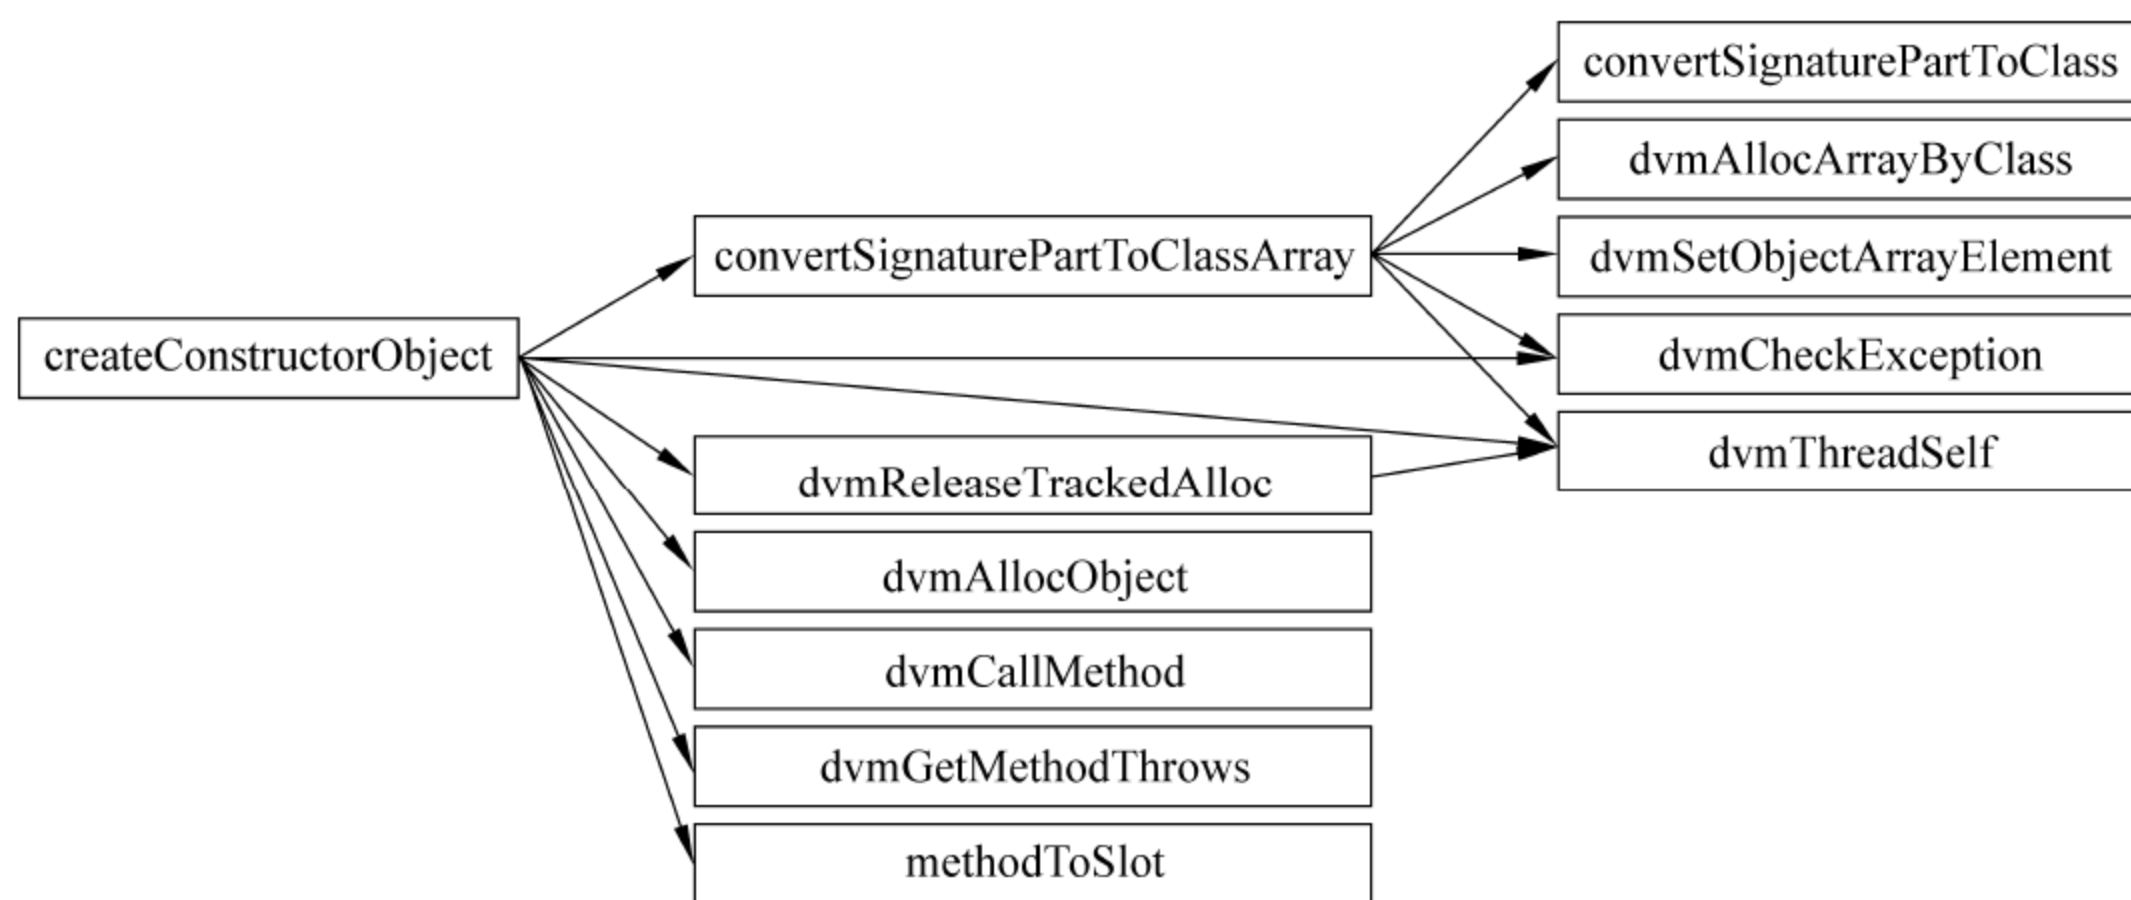 convertSignaturePartToClass
dvmAllocArrayByClass
convertSignaturePartToClassArray
dvmSetObjectArrayElement
createConstructorObject
dvmCheckException
dvmThreadSelf
dvmReleaseTrackedAlloc
dvmAllocObject
dvmCallMethod
dvmGetMethodThrows
methodToSlot